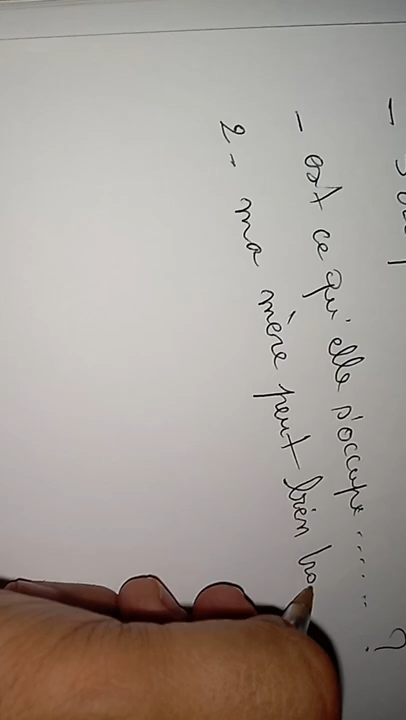 - est ce qu'elle s'occupe ...... ?
2- ma mère peut bien